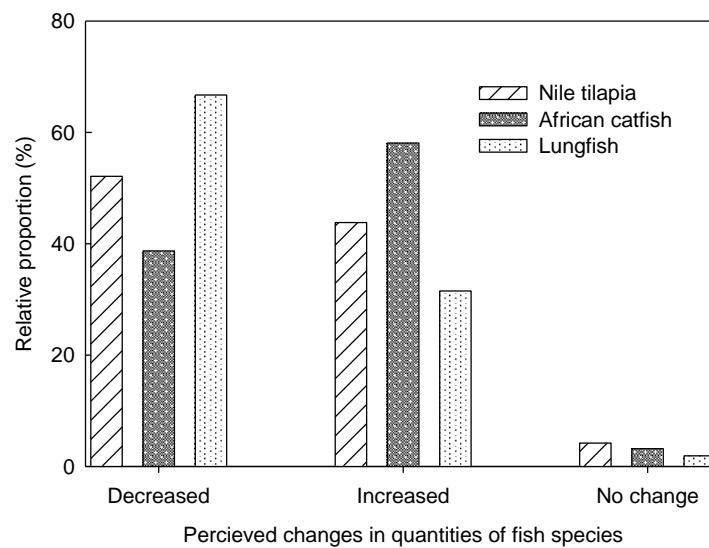 80
60
40
20
0
Relative proportion (%)
Nile tilapia
African catfish
Lungfish
Decreased Increased No change
Percieved changes in quantities of fish species